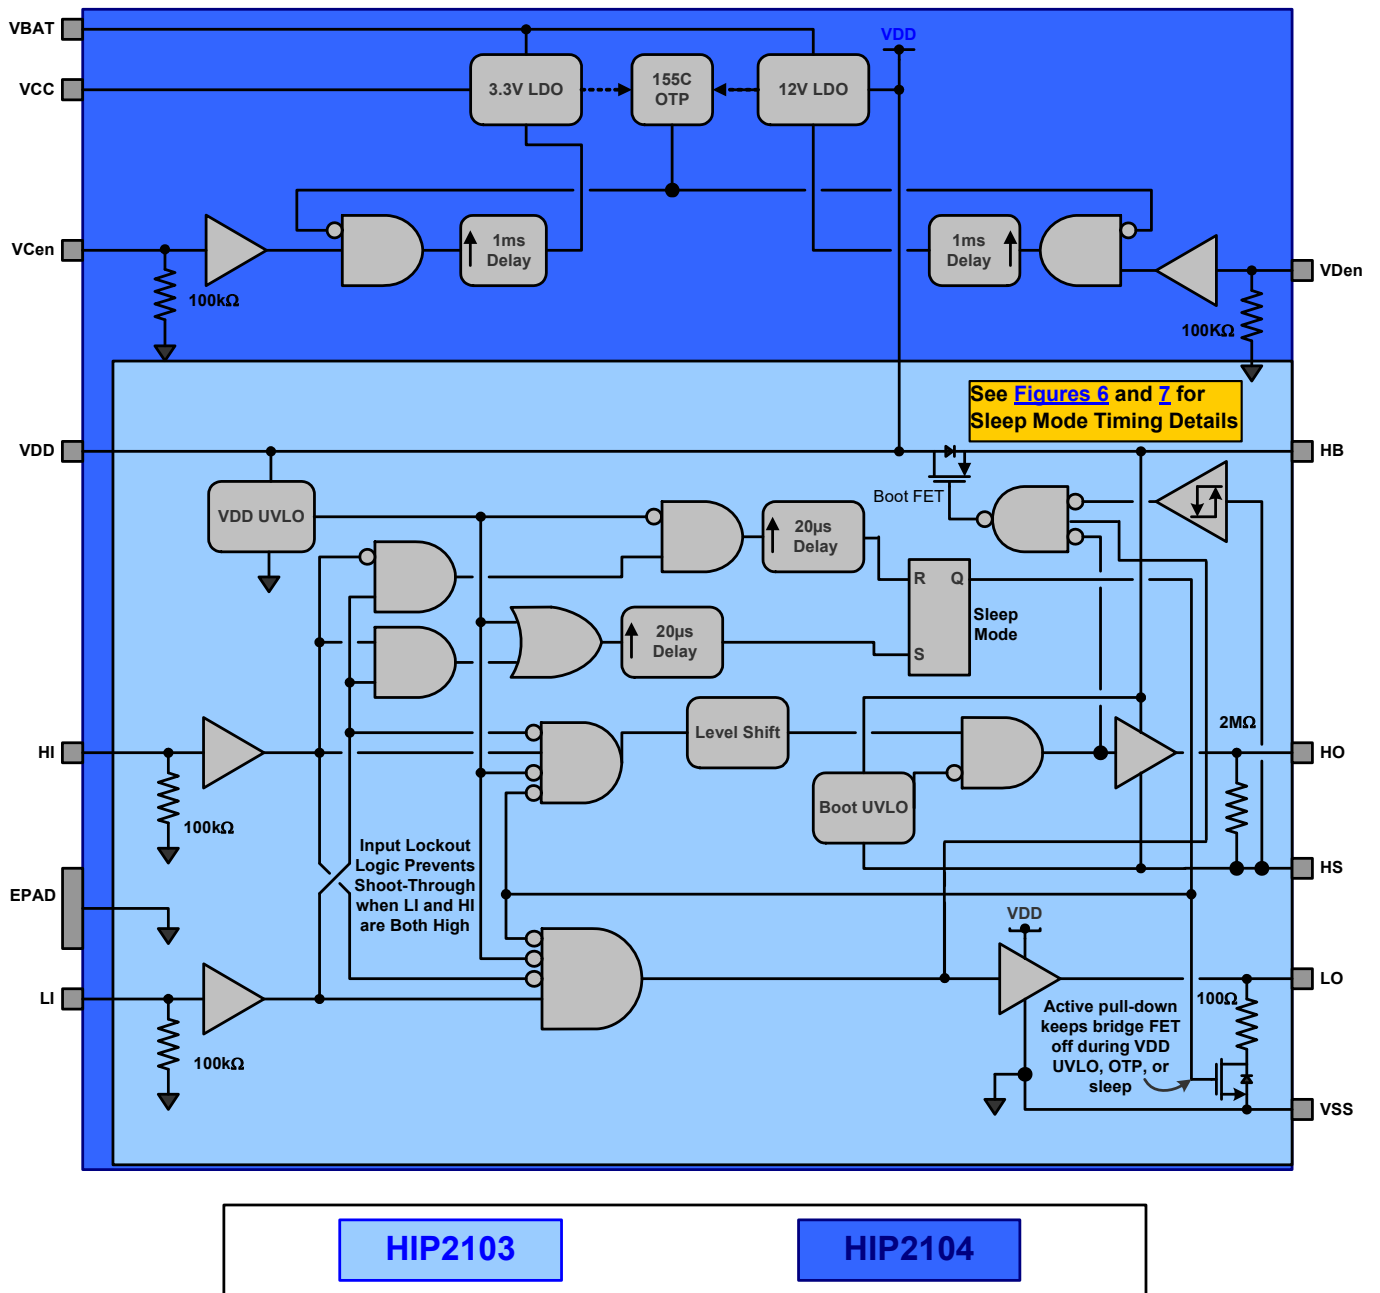 VBAT
VDD
VCC
3.3V LDO
155C
OTP
12V LDO
VCen
1ms
Delay
1ms
Delay
VDen
100kΩ
100KΩ
See Figures 6 and 7 for
Sleep Mode Timing Details
VDD
HB
Boot FET
VDD UVLO
20µs
Delay
R
Q
Sleep
Mode
S
20µs
Delay
Level Shift
2MΩ
HI
HO
Boot UVLO
100kΩ
Input Lockout
Logic Prevents
Shoot-Through
when LI and HI
are Both High
HS
EPAD
VDD
LI
LO
100Ω
Active pull-down
keeps bridge FET
off during VDD
UVLO, OTP, or
sleep
100kΩ
VSS
HIP2103
HIP2104